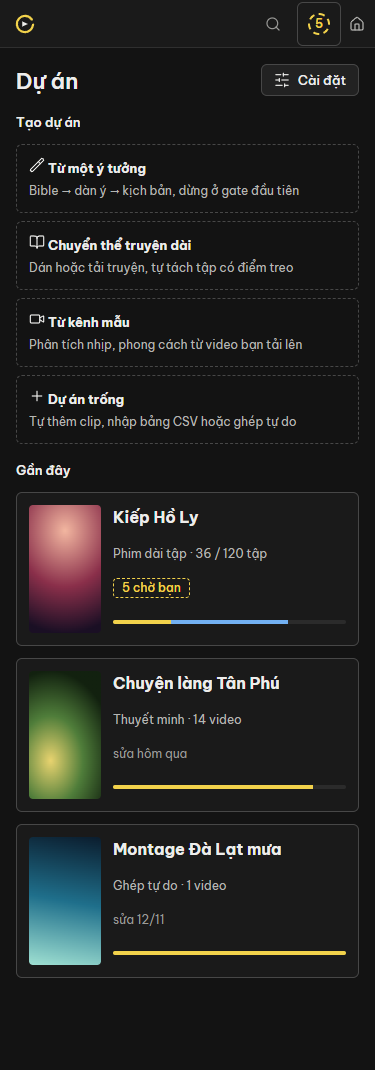 5
Dự án
Cài đặt
Tạo dự án
Từ một ý tưởng
Bible → dàn ý → kịch bản, dừng ở gate đầu tiên
Chuyển thể truyện dài
Dán hoặc tải truyện, tự tách tập có điểm treo
Từ kênh mẫu
Phân tích nhịp, phong cách từ video bạn tải lên
Dự án trống
Tự thêm clip, nhập bảng CSV hoặc ghép tự do
Gần đây
Kiếp Hồ Ly
Phim dài tập · 36 / 120 tập
5 chờ bạn
Chuyện làng Tân Phú
Thuyết minh · 14 video
sửa hôm qua
Montage Đà Lạt mưa
Ghép tự do · 1 video
sửa 12/11